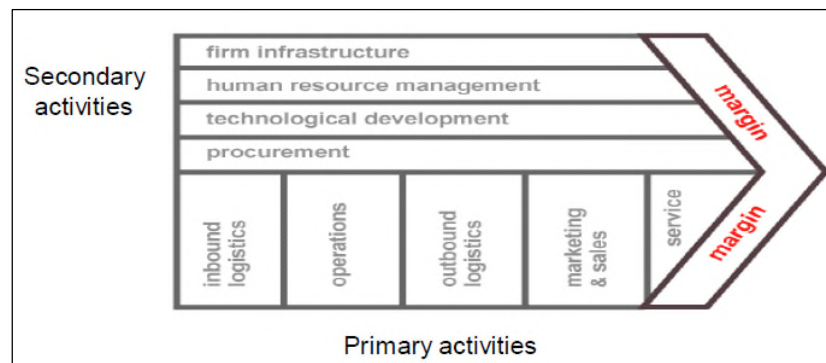 Secondary
activities
firm infrastructure
human resource management
technological development
procurement
margin
margin
inbound
logistics
operations
outbound
logistics
marketing
& sales
service
Primary activities